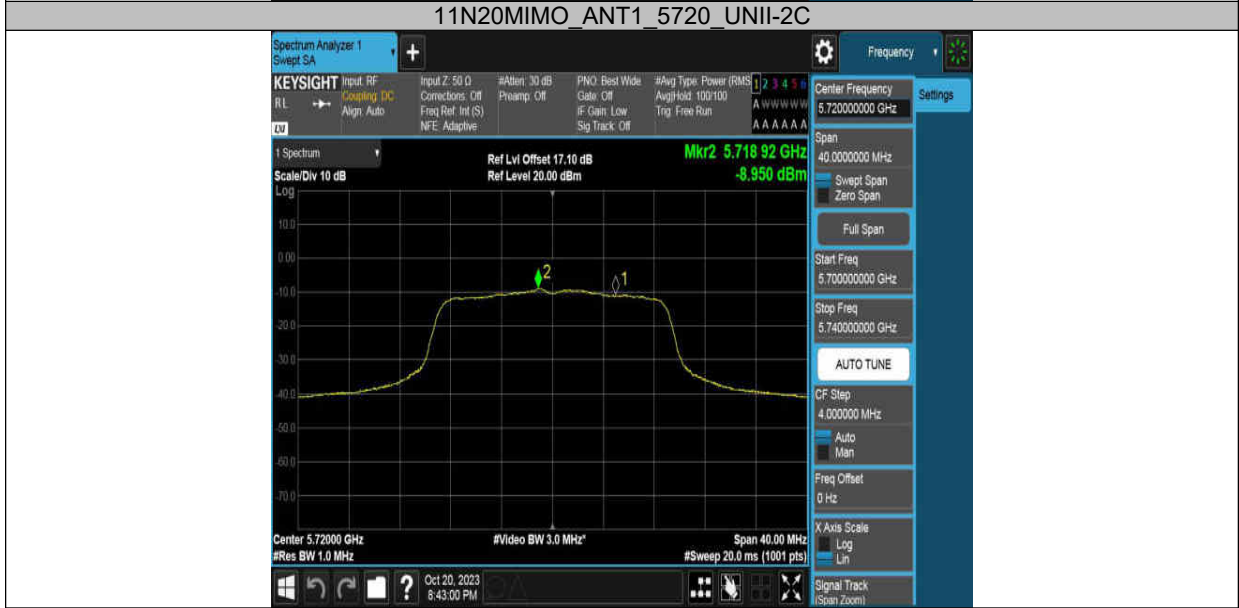 11N20MIMO_ANT1_5720_UNII-2C
Spectrum Analyzer 1
Swept SA
Frequency
KEYSIGHT
RL
Input: RF
Coupling: DC
Align: Auto
Input Z: 50 Ω
Corrections: Off
Freq Ref: Int (S)
NFE: Adaptive
#Atten: 30 dB
Preamp: Off
PNO: Best Wide
Gate: Off
IF Gain: Low
Sig Track: Off
#Avg Type: Power (RMS
Avg|Hold: 100/100
Trig: Free Run
1 2 3 4 5 6
A W W W W W
A A A A A A
1 Spectrum
Scale/Div 10 dB
Ref Lvl Offset 17.10 dB
Ref Level 20.00 dBm
Mkr2 5.718 92 GHz
-8.950 dBm
Log
10.0
0.00
-10.0
-20.0
-30.0
-40.0
-50.0
-60.0
-70.0
2
1
Center 5.72000 GHz
#Res BW 1.0 MHz
#Video BW 3.0 MHz*
Span 40.00 MHz
#Sweep 20.0 ms (1001 pts)
Oct 20, 2023
8:43:00 PM
Center Frequency
5.720000000 GHz
Settings
Span
40.0000000 MHz
Swept Span
Zero Span
Full Span
Start Freq
5.700000000 GHz
Stop Freq
5.740000000 GHz
AUTO TUNE
CF Step
4.000000 MHz
Auto
Man
Freq Offset
0 Hz
X Axis Scale
Log
Lin
Signal Track
(Span Zoom)